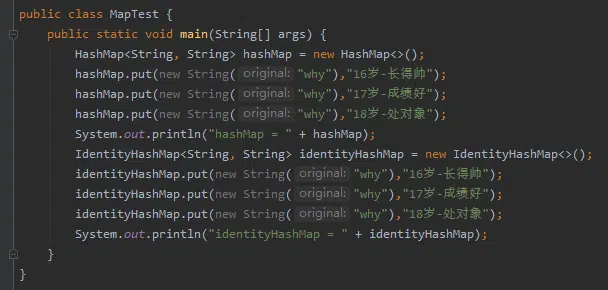 public class MapTest {
public static void main(String[] args) {
HashMap<String, String> hashMap = new HashMap<>();
hashMap.put(new String( original: "why"),"16岁-长得帅");
hashMap.put(new String( original: "why"),"17岁-成绩好");
hashMap.put(new String( original: "why"),"18岁-处对象");
System.out.println("hashMap = " + hashMap);
IdentityHashMap<String, String> identityHashMap = new IdentityHashMap<>();
identityHashMap.put(new String( original: "why"),"16岁-长得帅");
identityHashMap.put(new String( original: "why"),"17岁-成绩好");
identityHashMap.put(new String( original: "why"),"18岁-处对象");
System.out.println("identityHashMap = " + identityHashMap);
}
}